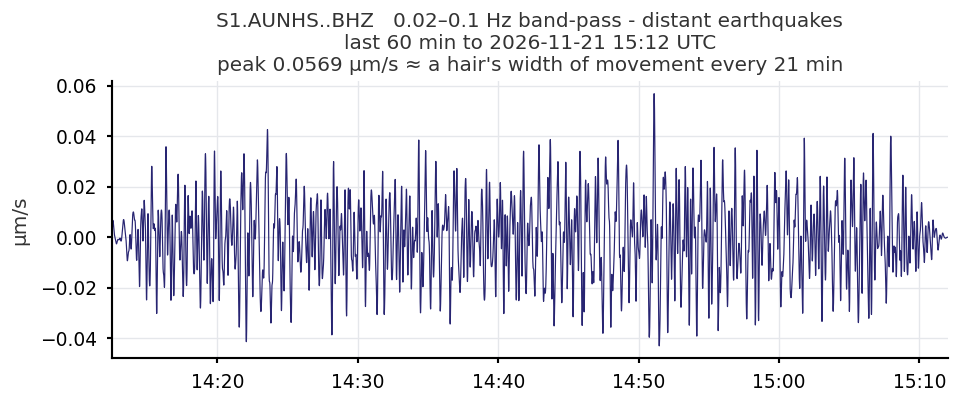 S1.AUNHS..BHZ   0.02–0.1 Hz band-pass - distant earthquakes
last 60 min to 2026-11-21 15:12 UTC
peak 0.0569 µm/s ≈ a hair's width of movement every 21 min
µm/s
0.06
0.04
0.02
0.00
−0.02
−0.04
14:20 14:30 14:40 14:50 15:00 15:10